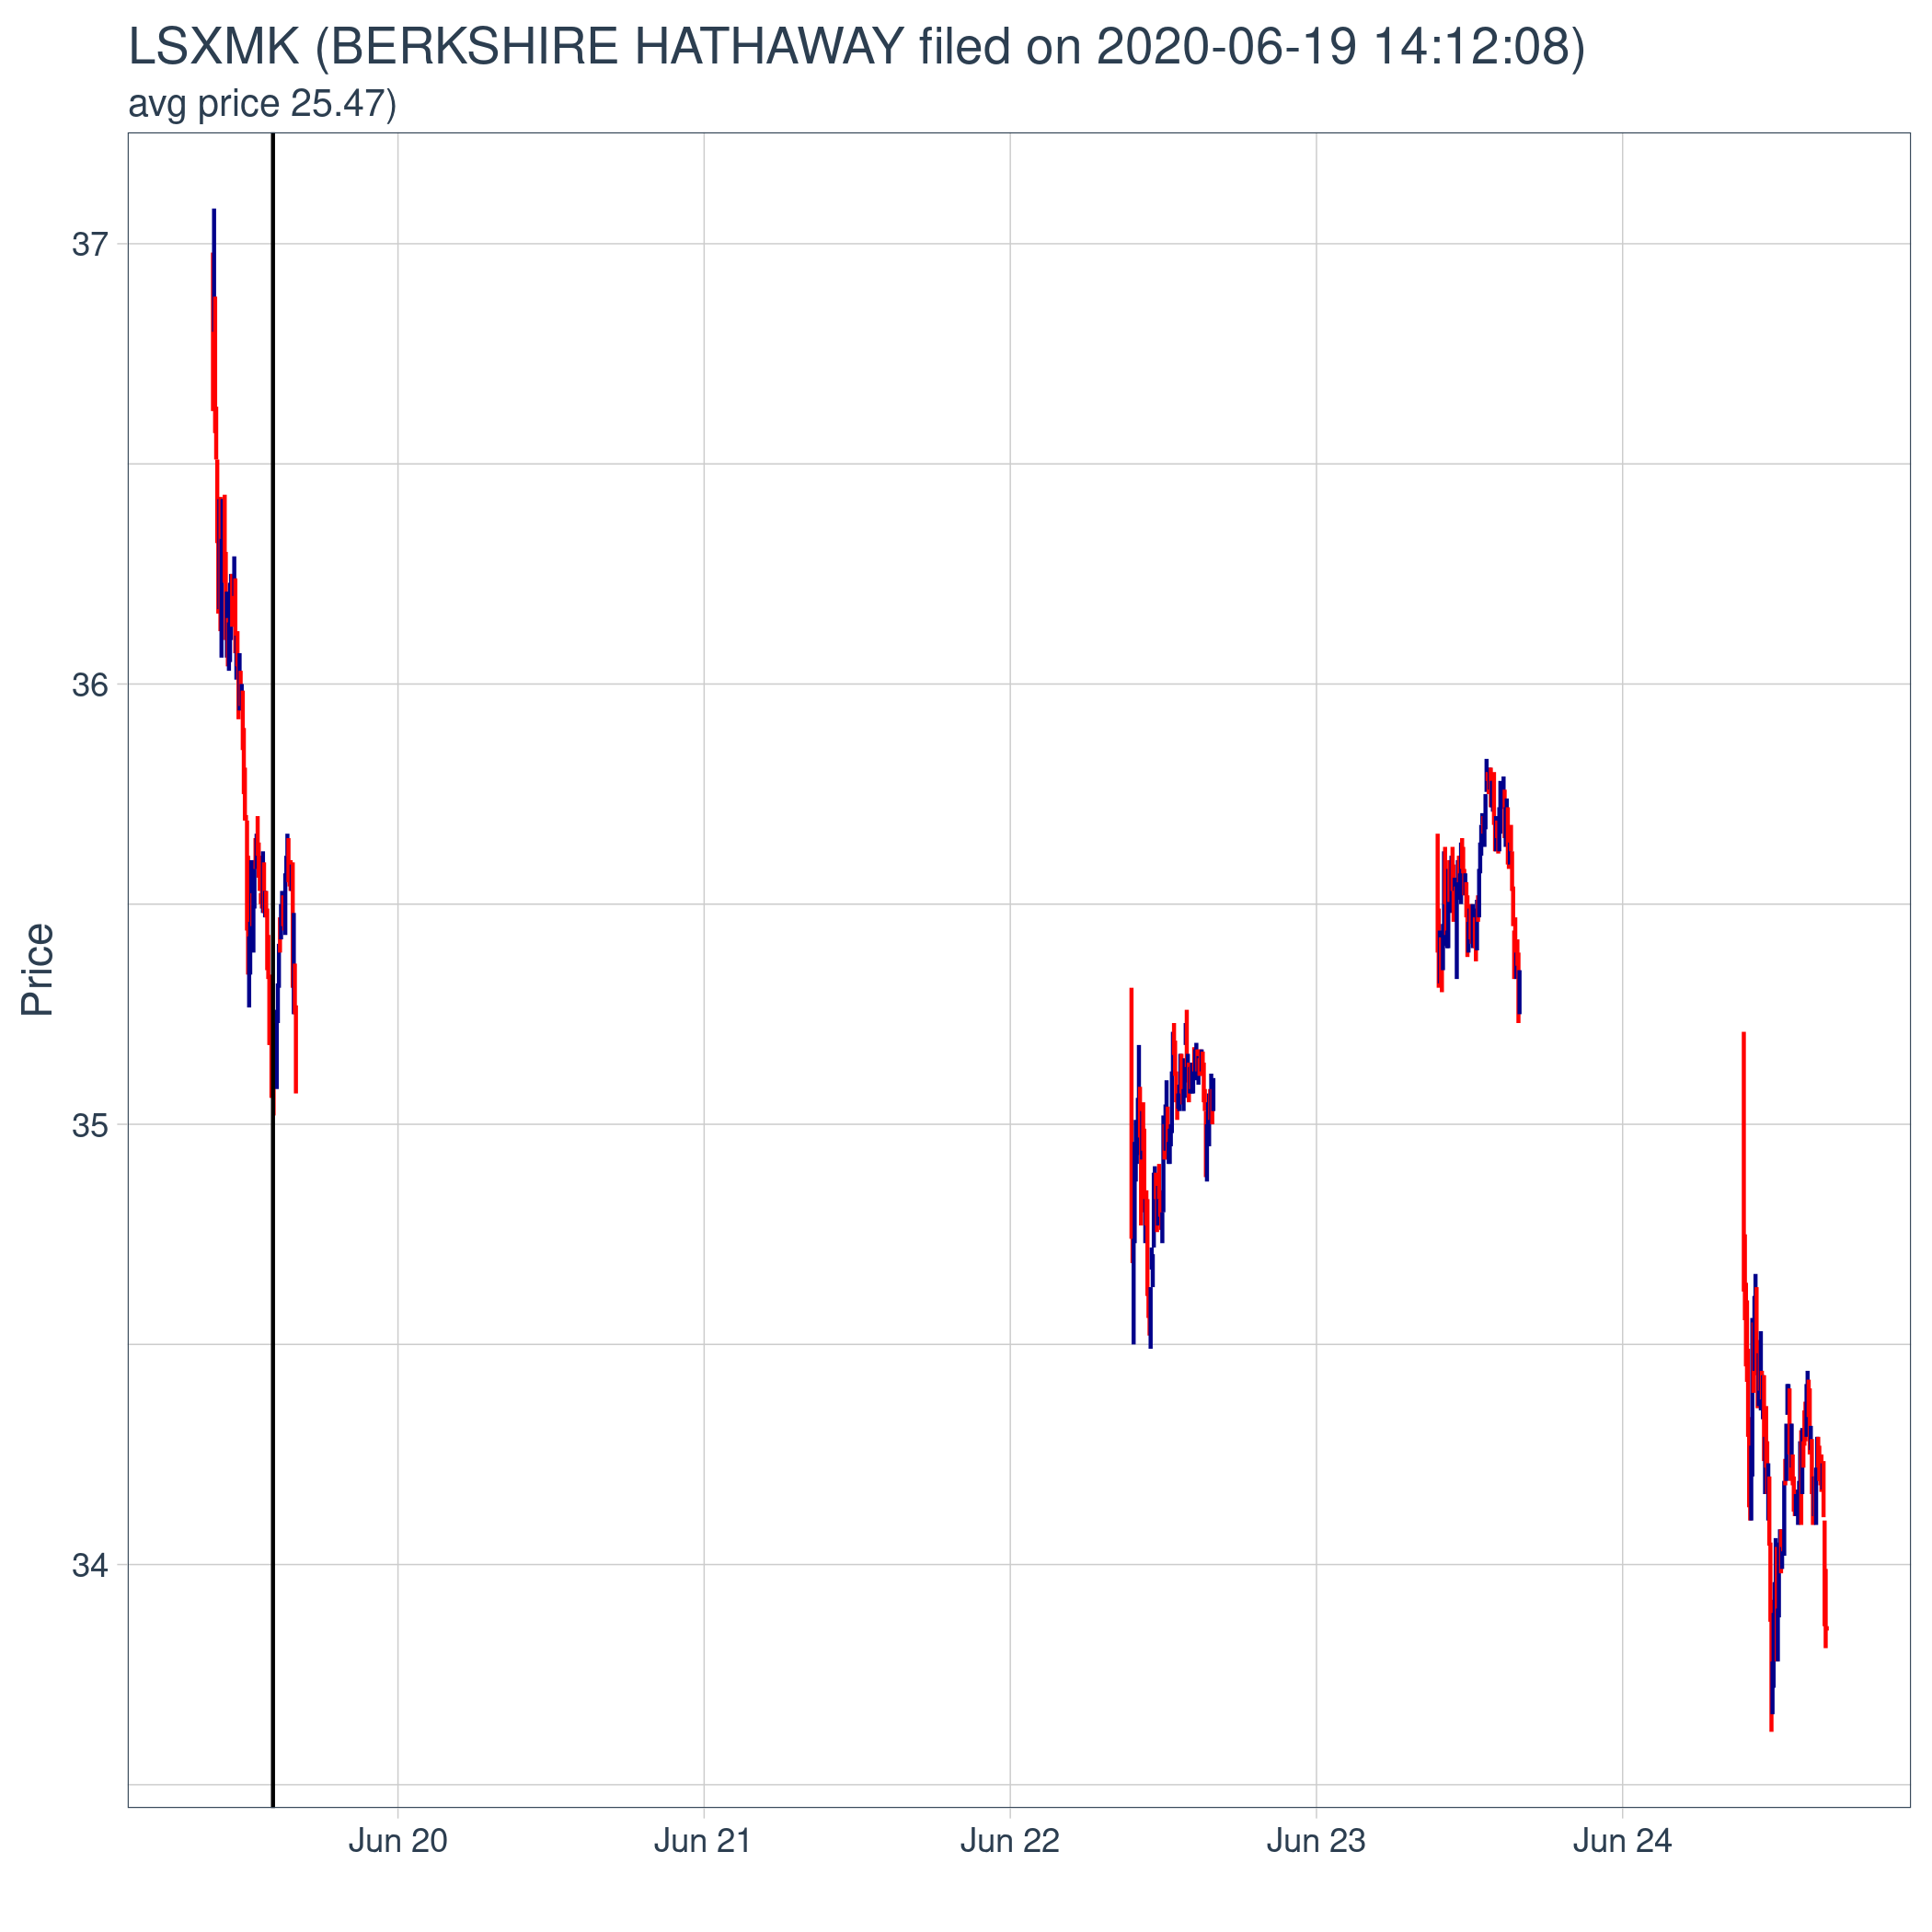 LSXMK (BERKSHIRE HATHAWAY filed on 2020-06-19 14:12:08)
avg price 25.47)
37
36
35
34
Price
Jun 20
Jun 21
Jun 22
Jun 23
Jun 24